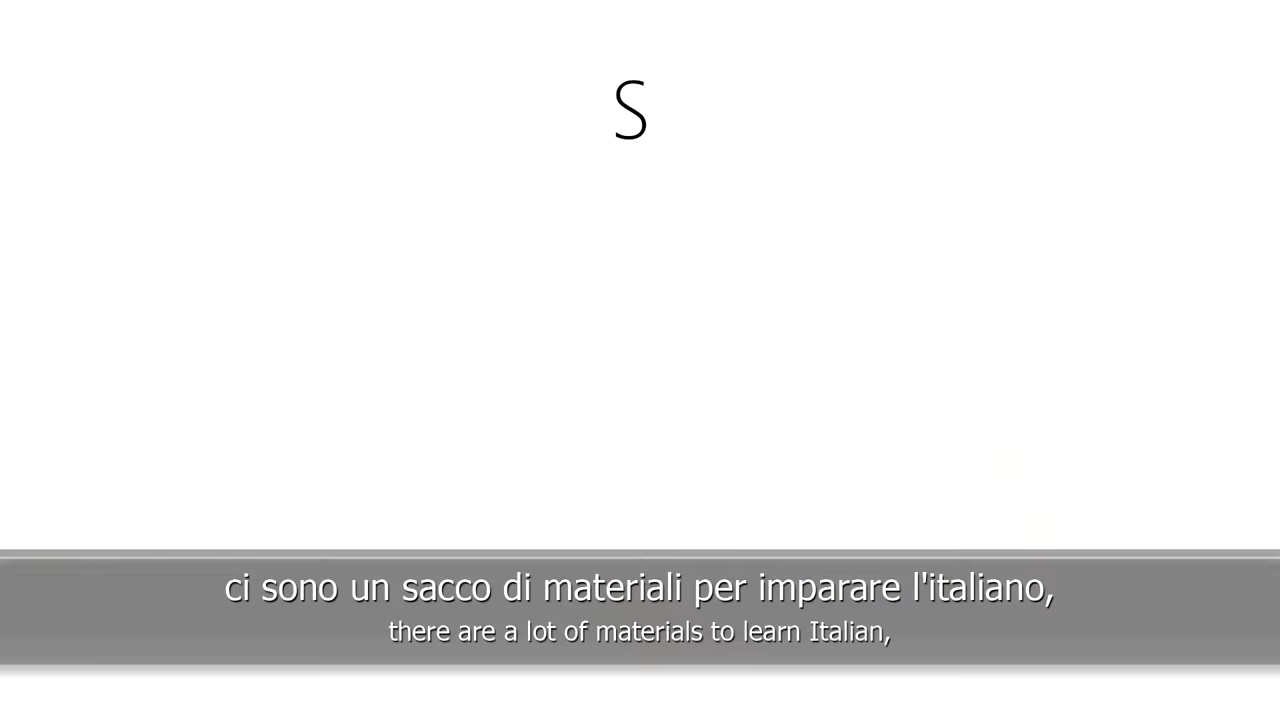 S
ci sono un sacco di materiali per imparare l'italiano,
there are a lot of materials to learn Italian,